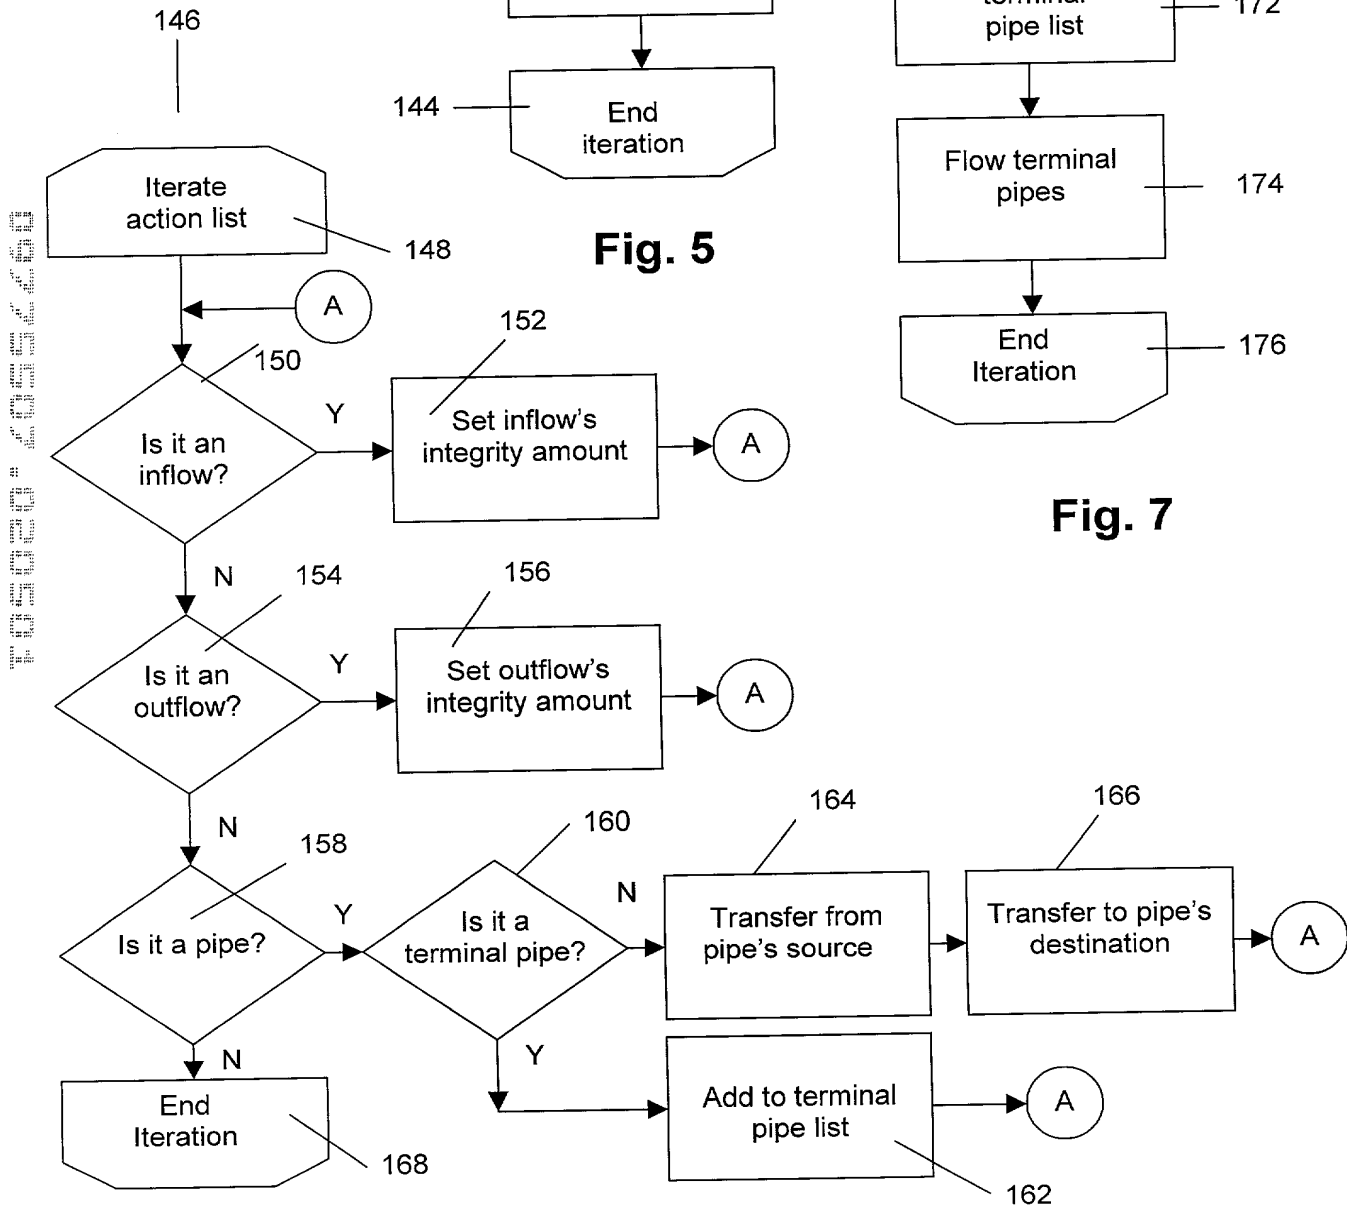 146
144
End
iteration
Fig. 5
pipe list
172
Flow terminal
pipes
174
End
Iteration
176
Fig. 7
Iterate
action list
148
A
150
Is it an
inflow?
Y
152
Set inflow's
integrity amount
A
N
154
Is it an
outflow?
Y
156
Set outflow's
integrity amount
A
N
158
Is it a pipe?
Y
160
Is it a
terminal pipe?
N
164
Transfer from
pipe's source
166
Transfer to pipe's
destination
A
Y
Add to terminal
pipe list
162
A
N
End
Iteration
168